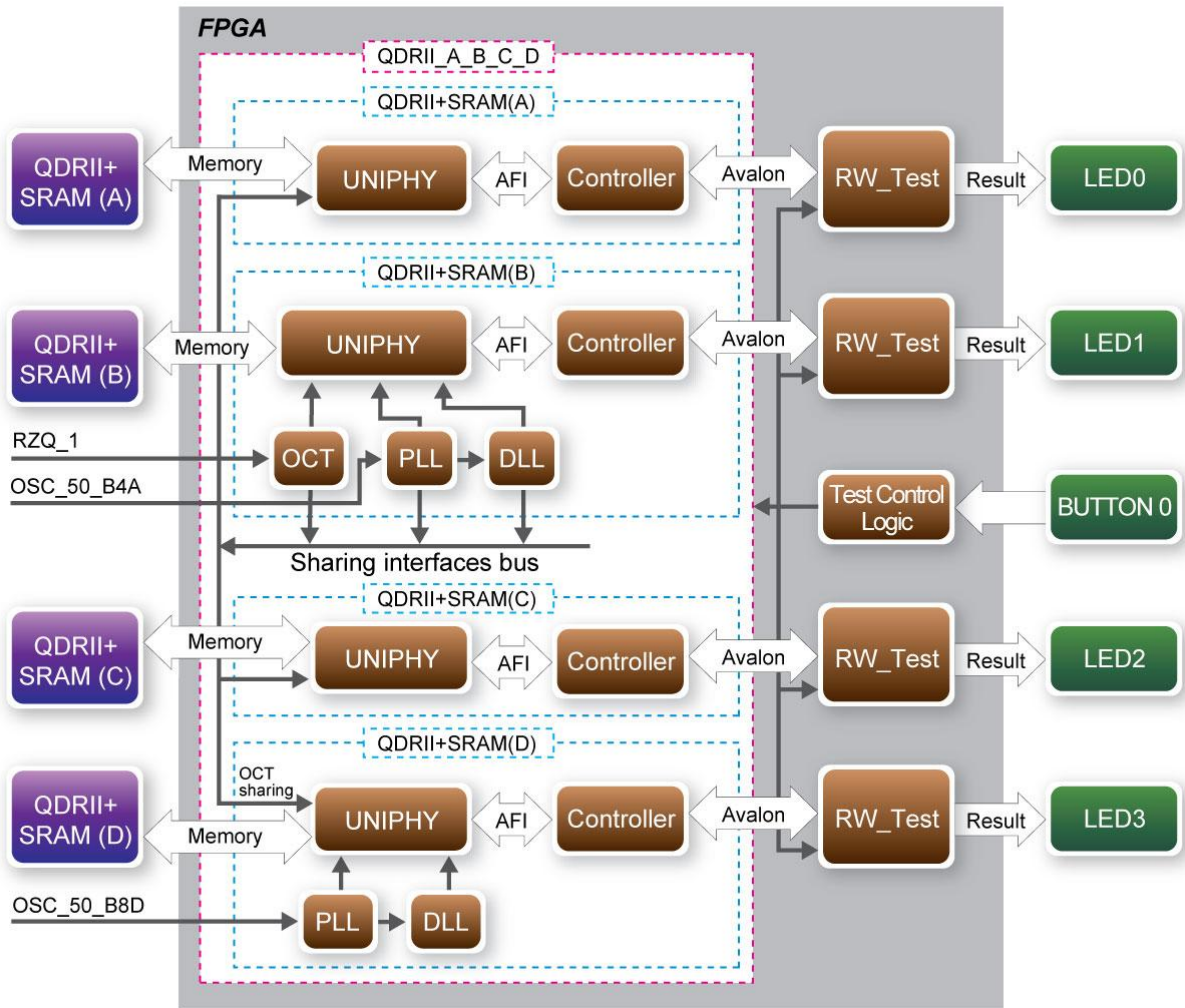 FPGA
QDRII_A_B_C_D
QDRII+SRAM(A)
QDRII+
SRAM (A)
Memory
UNIPHY
AFI
Controller
Avalon
RW_Test
Result
LED0
QDRII+SRAM(B)
QDRII+
SRAM (B)
Memory
UNIPHY
AFI
Controller
Avalon
RW_Test
Result
LED1
RZQ_1
OCT
PLL
DLL
OSC_50_B4A
Test Control
Logic
BUTTON 0
Sharing interfaces bus
QDRII+SRAM(C)
QDRII+
SRAM (C)
Memory
UNIPHY
AFI
Controller
Avalon
RW_Test
Result
LED2
QDRII+SRAM(D)
OCT
sharing
QDRII+
SRAM (D)
Memory
UNIPHY
AFI
Controller
Avalon
RW_Test
Result
LED3
OSC_50_B8D
PLL
DLL